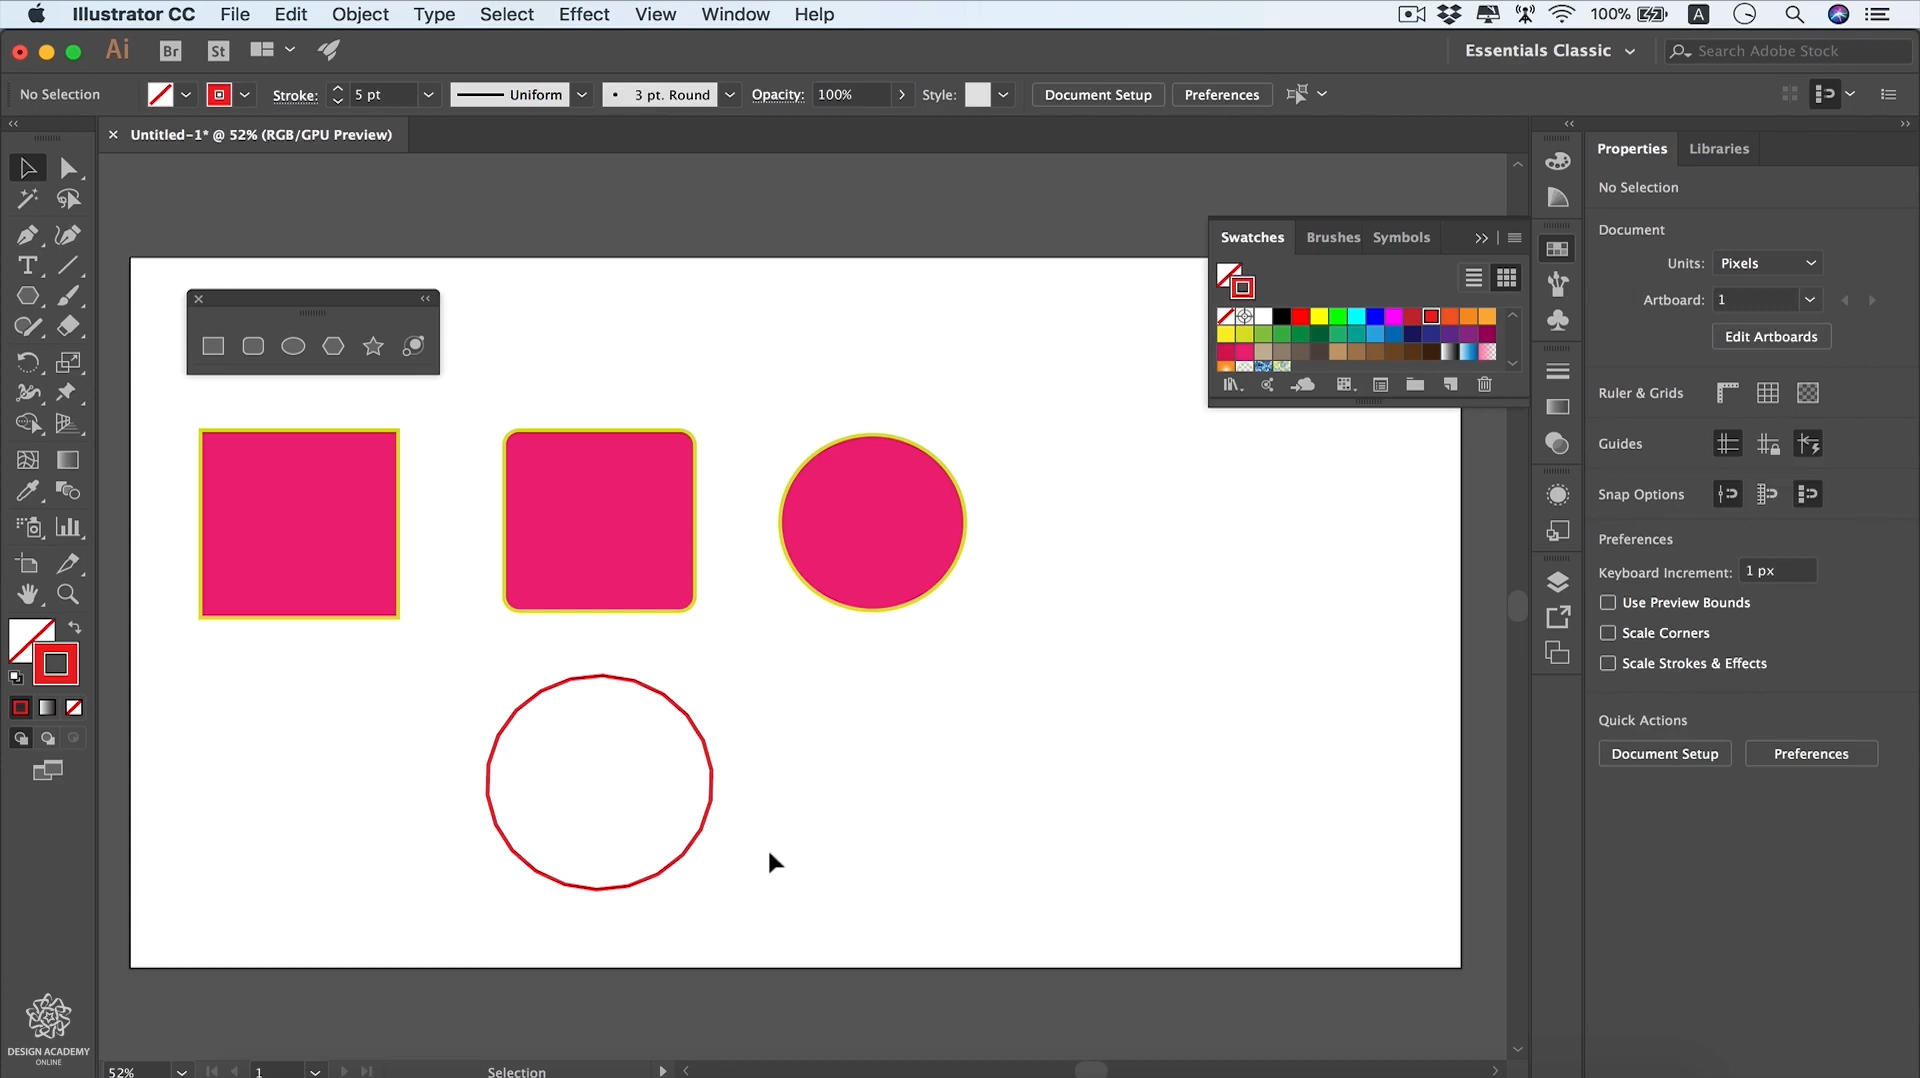 Illustrator CC File Edit Object Type Select Effect View Window Help 100% A
Ai Br St Essentials Classic Search Adobe Stock
No Selection Stroke: 5 pt Uniform 3 pt. Round Opacity: 100% Style: Document Setup Preferences
Untitled-1* @ 52% (RGB/GPU Preview)
Properties Libraries
No Selection
Document
Units: Pixels
Artboard: 1
Edit Artboards
Ruler & Grids
Guides
Snap Options
Preferences
Keyboard Increment: 1 px
Use Preview Bounds
Scale Corners
Scale Strokes & Effects
Quick Actions
Document Setup Preferences
Swatches Brushes Symbols
DESIGN ACADEMY
ONLINE
52% 1 Selection